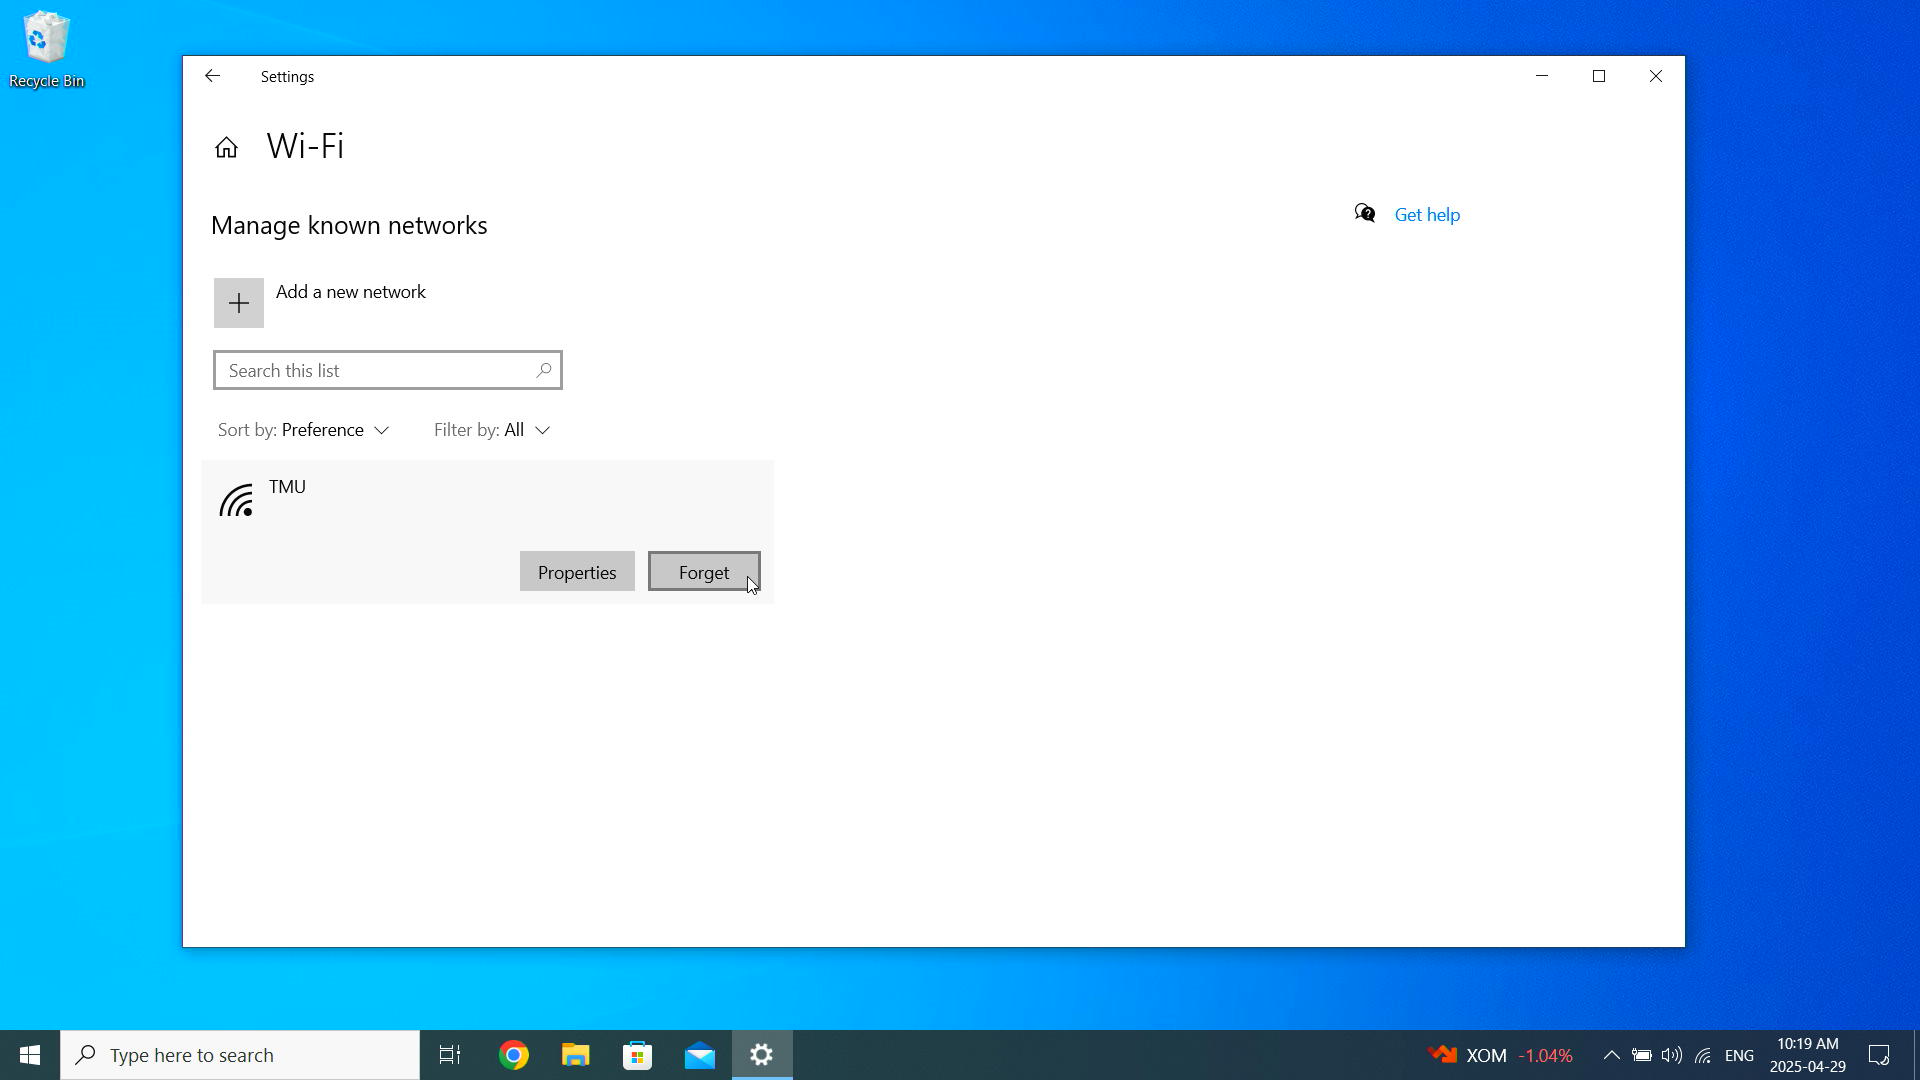 Recycle Bin
Settings
Wi-Fi
Manage known networks
Get help
Add a new network
Search this list
Sort by: Preference
Filter by: All
TMU
Properties
Forget
Type here to search
XOM -1.04%
ENG
10:19 AM
2025-04-29